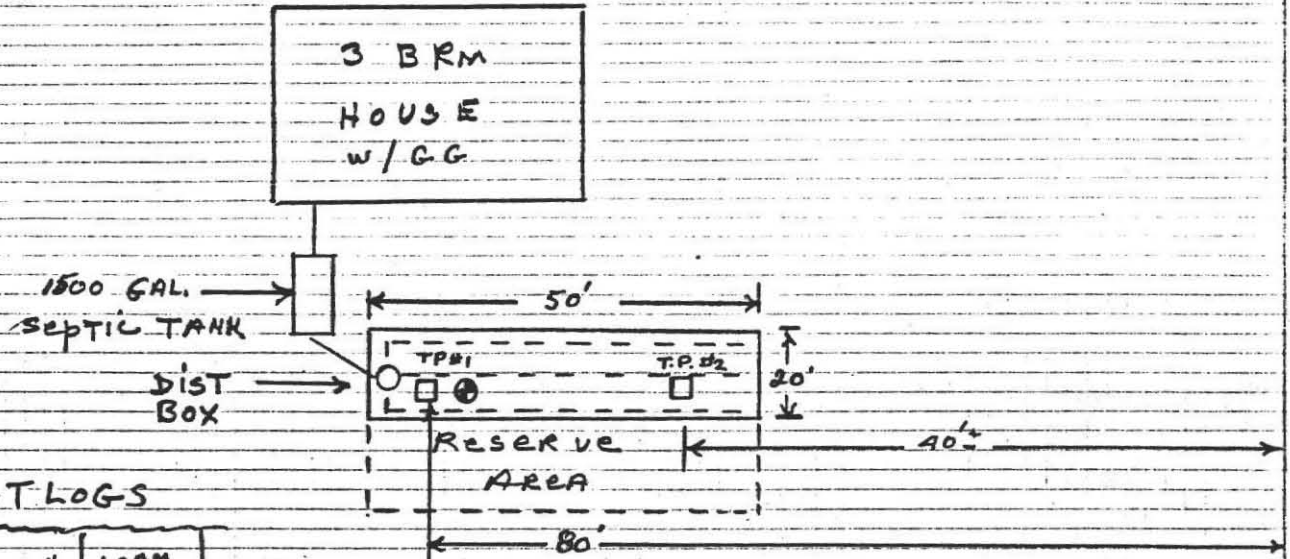 3 BRM
HOUSE
w/GG
1500 GAL.
SEPTIC TANK
50'
TP#1
T.P.#2
20'
DIST
BOX
RESERVE
AREA
40'±
T LOGS
80'
LOAM